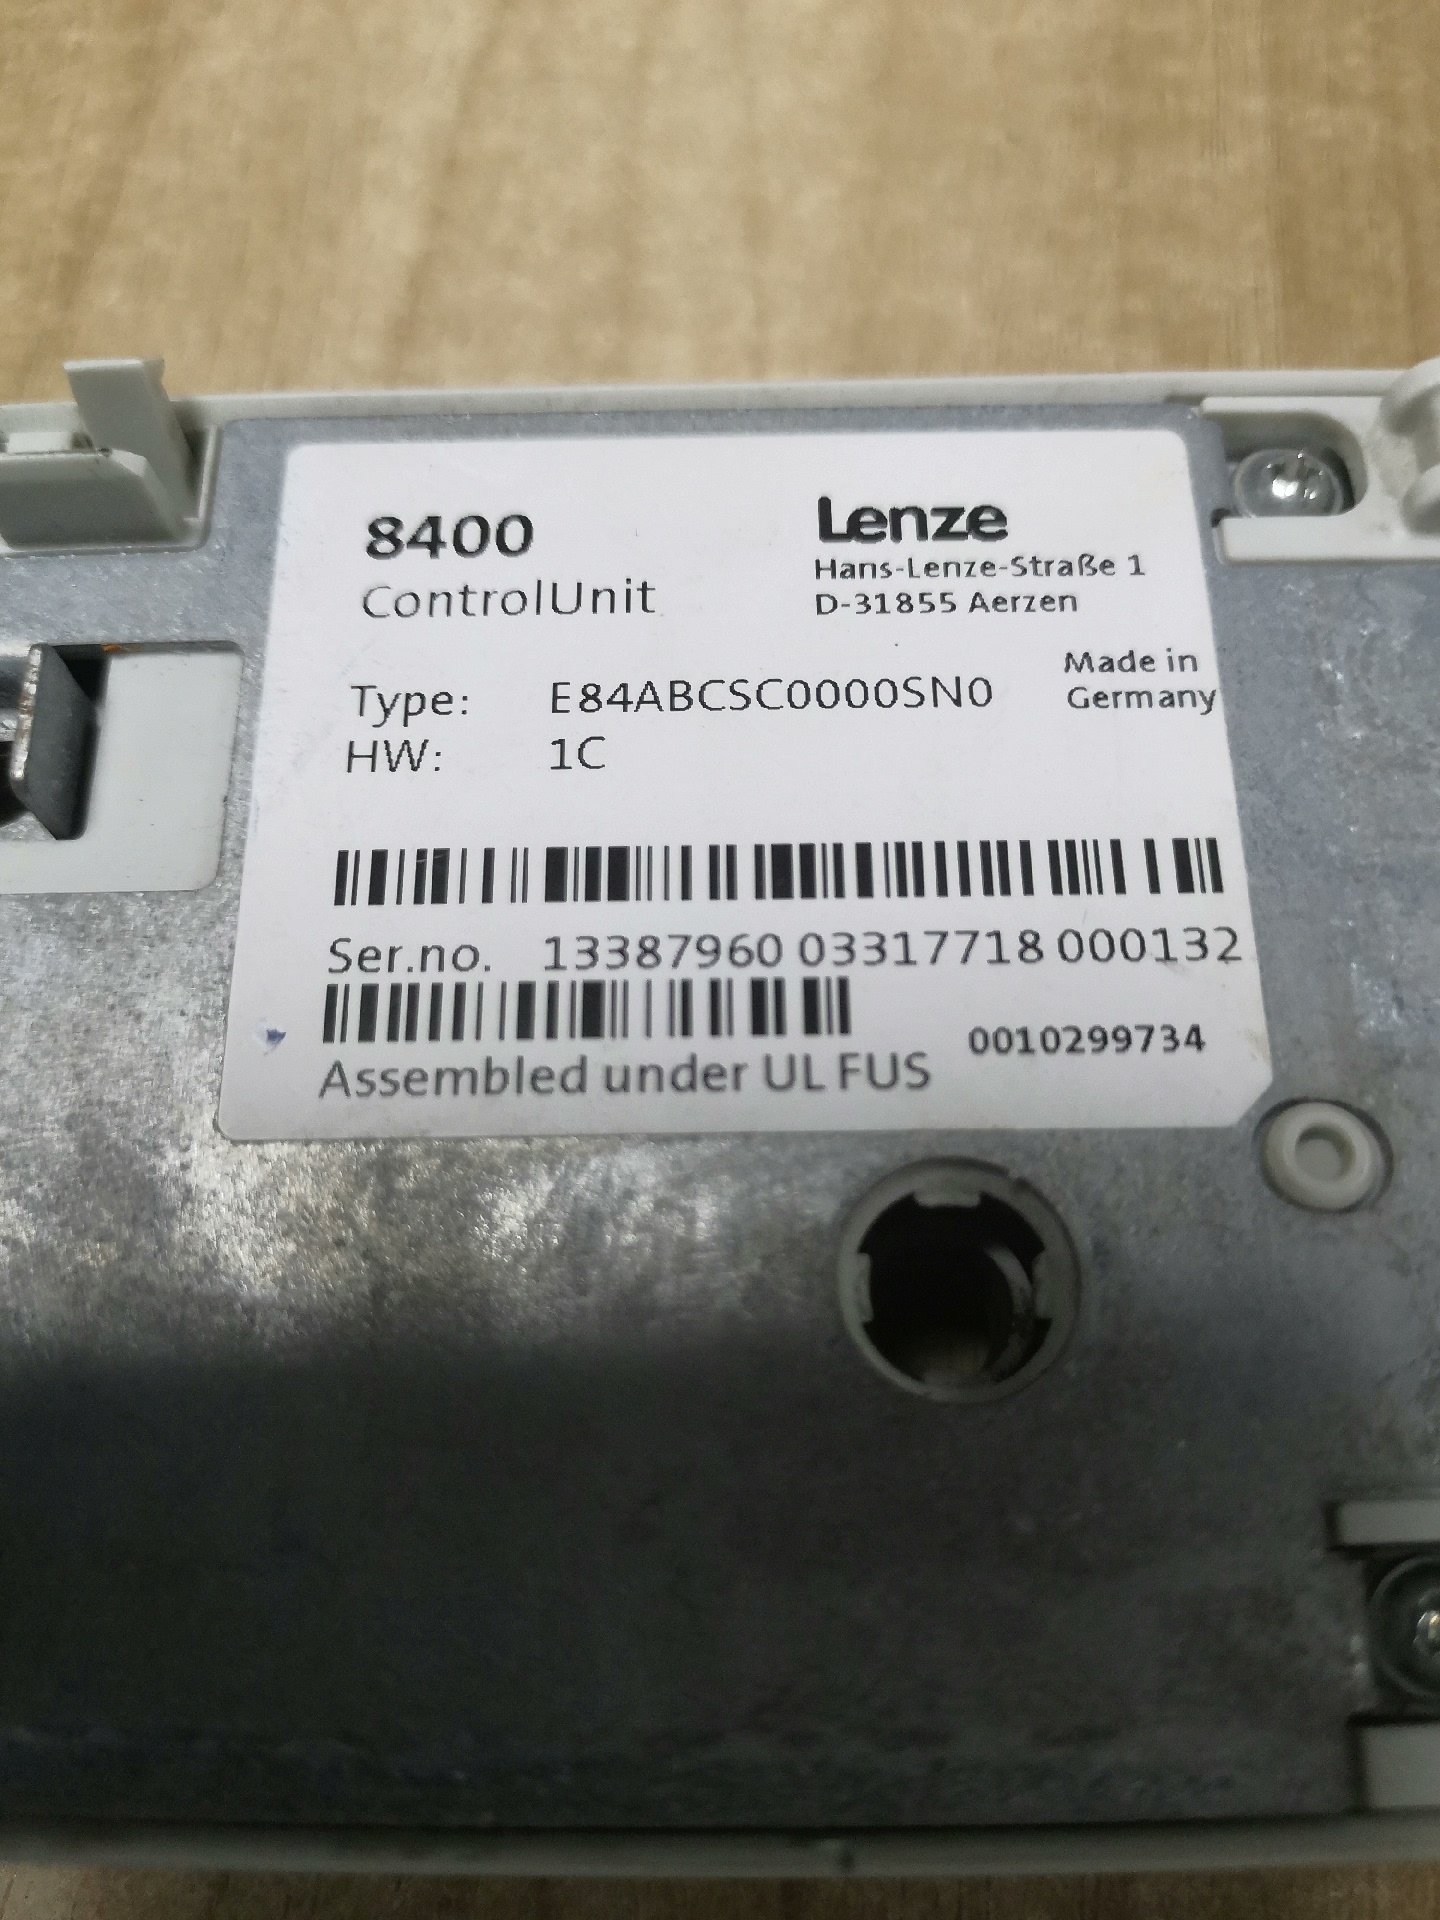 8400
ControlUnit
Lenze
Hans-Lenze-Straße 1
D-31855 Aerzen
Made in
Germany
Type: E84ABCSC0000SN0
HW: 1C
Ser.no. 13387960 03317718 000132
0010299734
Assembled under UL FUS